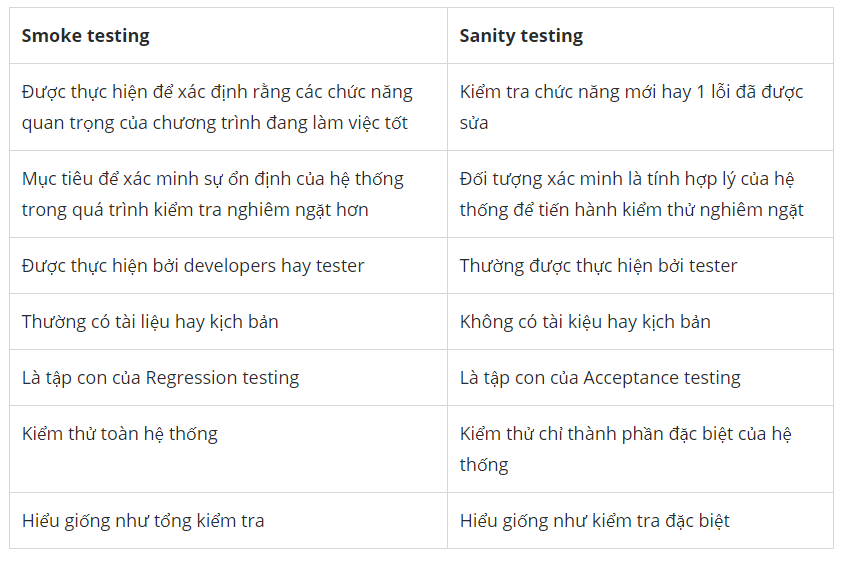 Smoke testing
Sanity testing
Được thực hiện để xác định rằng các chức năng
quan trọng của chương trình đang làm việc tốt
Kiểm tra chức năng mới hay 1 lỗi đã được
sửa
Mục tiêu để xác minh sự ổn định của hệ thống
trong quá trình kiểm tra nghiêm ngặt hơn
Đối tượng xác minh là tính hợp lý của hệ
thống để tiến hành kiểm thử nghiêm ngặt
Được thực hiện bởi developers hay tester
Thường được thực hiện bởi tester
Thường có tài liệu hay kịch bản
Không có tài kiệu hay kịch bản
Là tập con của Regression testing
Là tập con của Acceptance testing
Kiểm thử toàn hệ thống
Kiểm thử chỉ thành phần đặc biệt của hệ
thống
Hiểu giống như tổng kiểm tra
Hiểu giống như kiểm tra đặc biệt